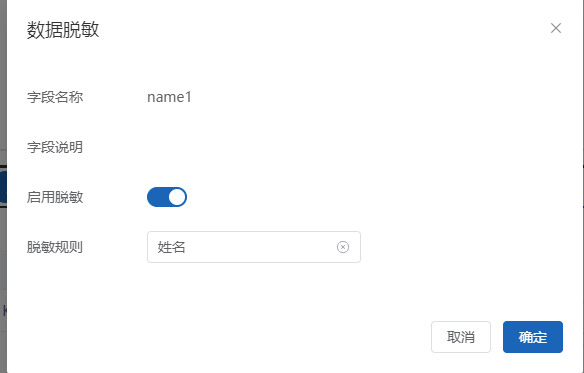 数据脱敏
字段名称 name1
字段说明
启用脱敏
脱敏规则 姓名
取消 确定